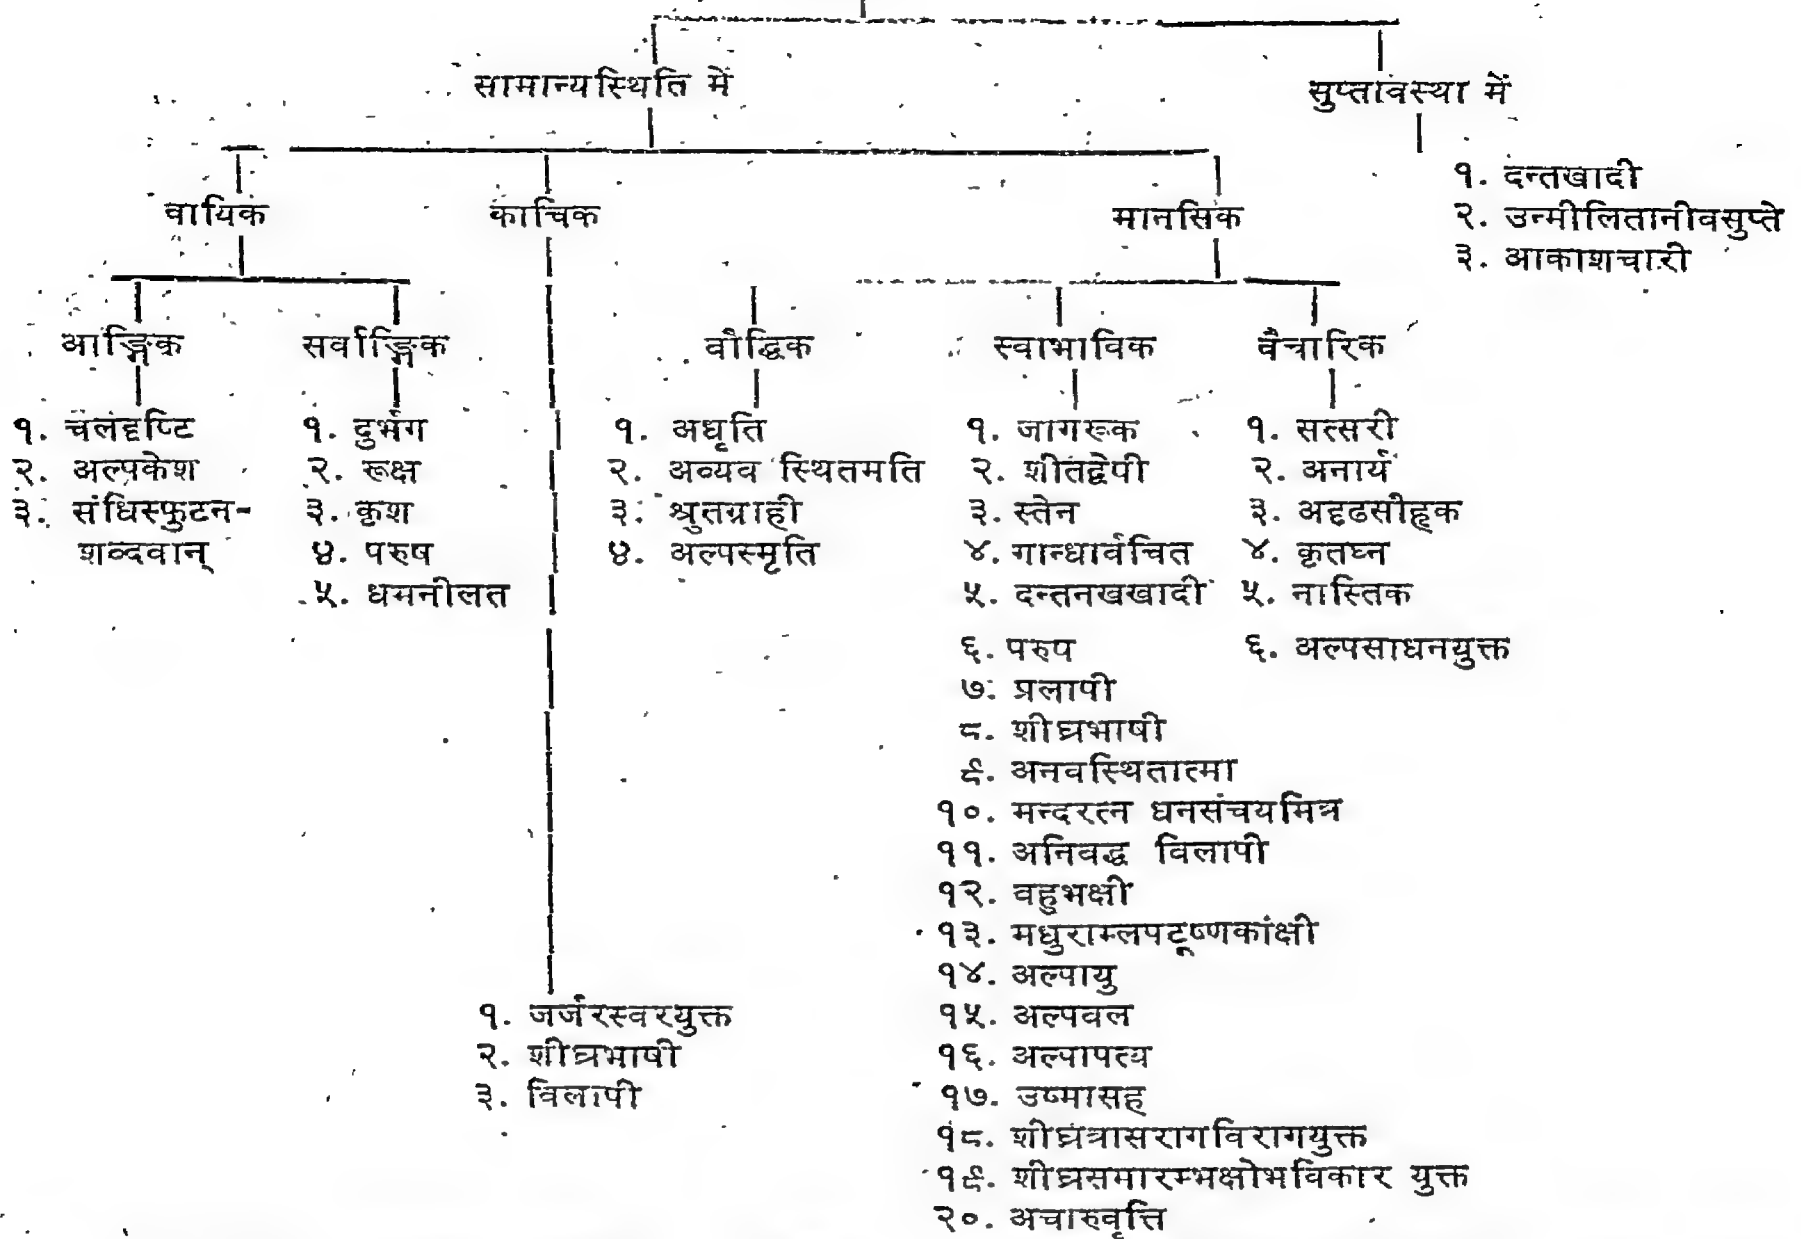 सामान्यस्थिति में
सुप्तावस्था में
१. दन्तखादी
२. उन्मीलितानीवसुप्ते
३. आकाशचारी
वायिक
काचिक
मानसिक
आङ्गिक
सर्वाङ्गिक
वौद्धिक
स्वाभाविक
वैचारिक
१. चलदृष्टि
२. अल्पकेश
३. संधिस्फुटन-
शव्दवान्
१. दुर्भग
२. रूक्ष
३. कृश
४. परुष
५. धमनीलत
१. अधृति
२. अव्यव स्थितमति
३. श्रुतग्राही
४. अल्पस्मृति
१. जागरूक
२. शीतद्वेपी
३. स्तेन
४. गान्धार्वचित
५. दन्तनखखादी
६. परुप
७. प्रलापी
८. शीघ्रभाषी
९. अनवस्थितात्मा
१०. मन्दरत्न धनसंचयमित्र
११. अनिवद्ध विलापी
१२. वहुभक्षी
१३. मधुराम्लपटूष्णकांक्षी
१४. अल्पायु
१५. अल्पवल
१६. अल्पापत्य
१७. उष्मासह
१८. शीघ्रंत्रासरागविरागयुक्त
१९. शीघ्रसमारम्भक्षोभविकार युक्त
२०. अचारुवृत्ति
१. सत्सरी
२. अनार्य
३. अदृढसौहृक
४. कृतघ्न
५. नास्तिक
६. अल्पसाधनयुक्त
१. जर्जरस्वरयुक्त
२. शीघ्रभाषी
३. विलापी